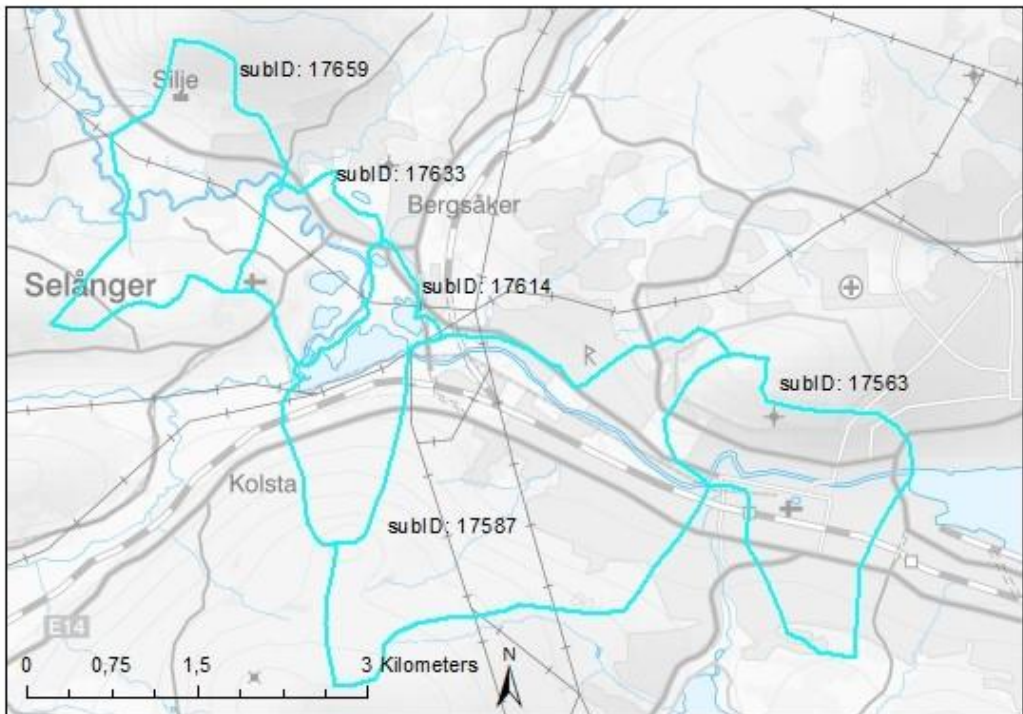 subID: 17659
Silje
subID: 17633
Bergsåker
Selånger
subID: 17614
R
subID: 17563
Kolsta
subID: 17587
E14
0 0,75 1,5 3 Kilometers
N